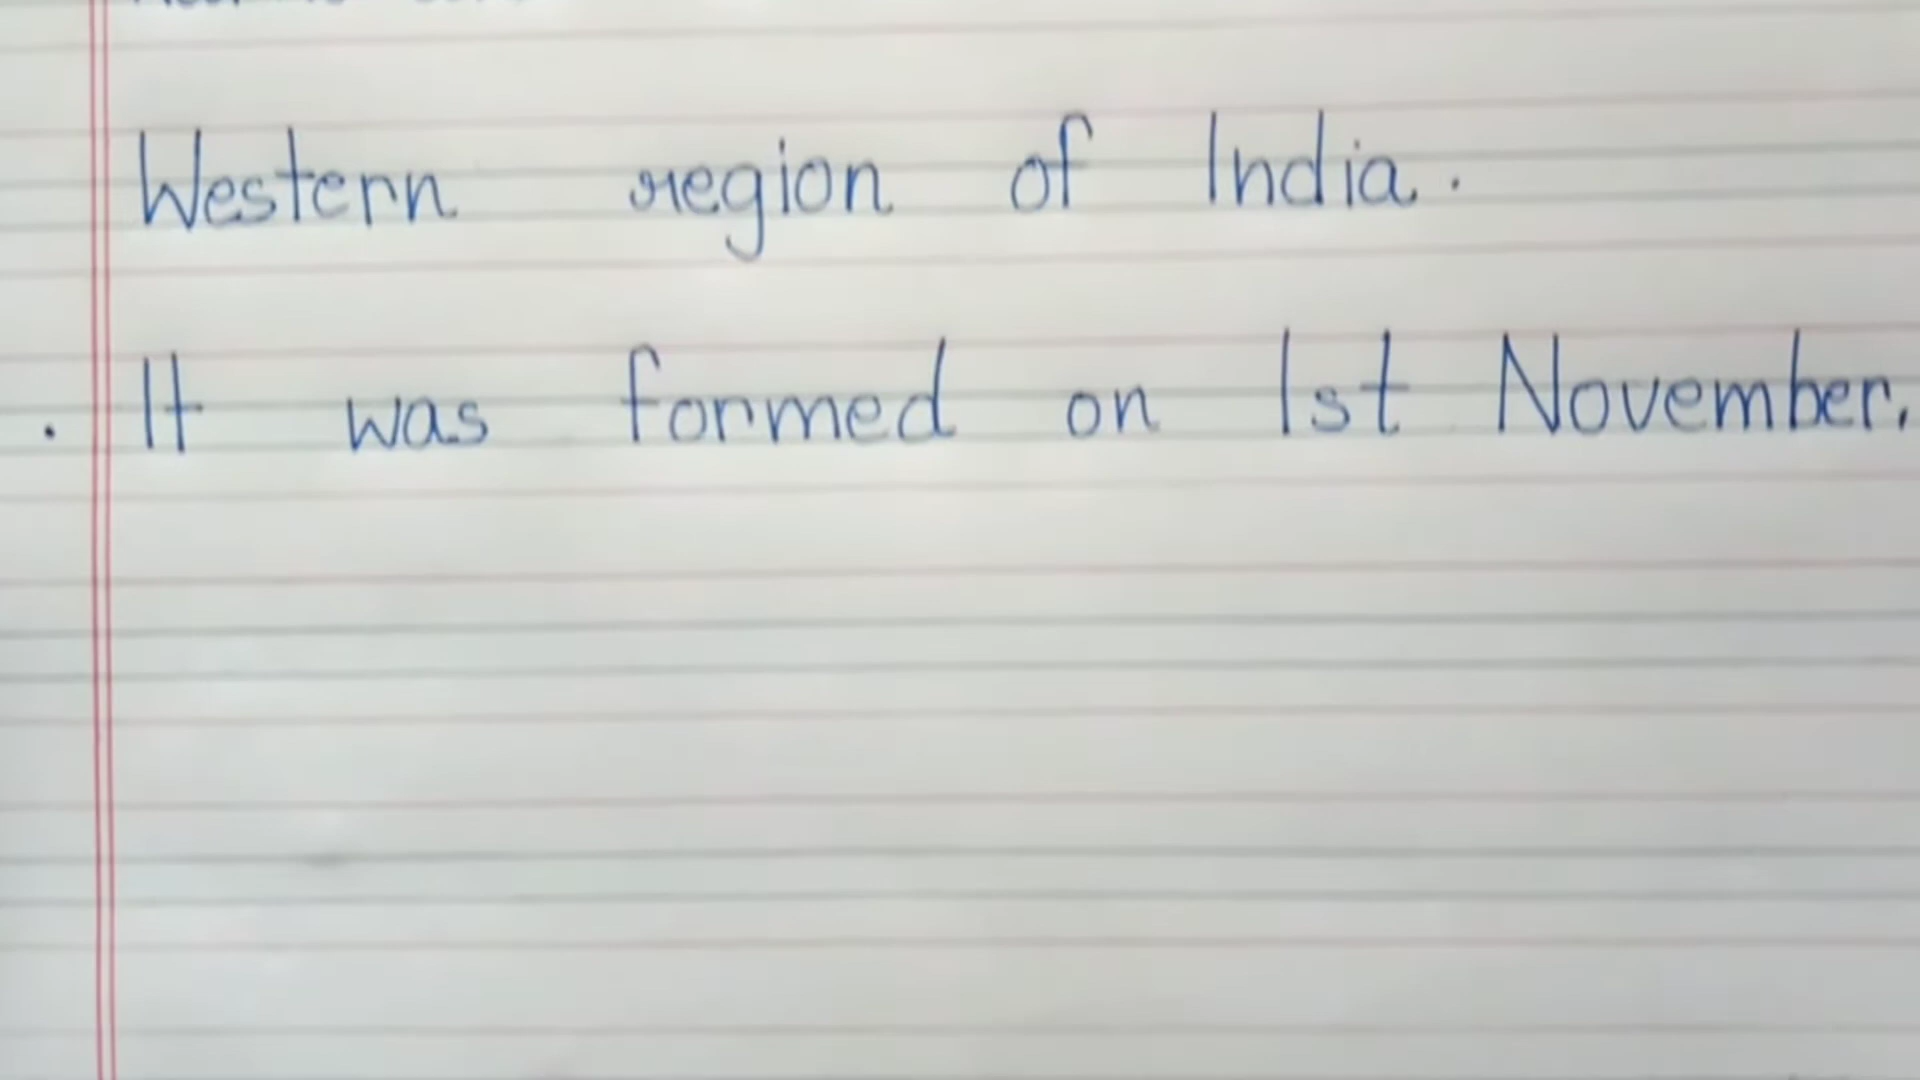 Western region of India.
. It was formed on 1st November.